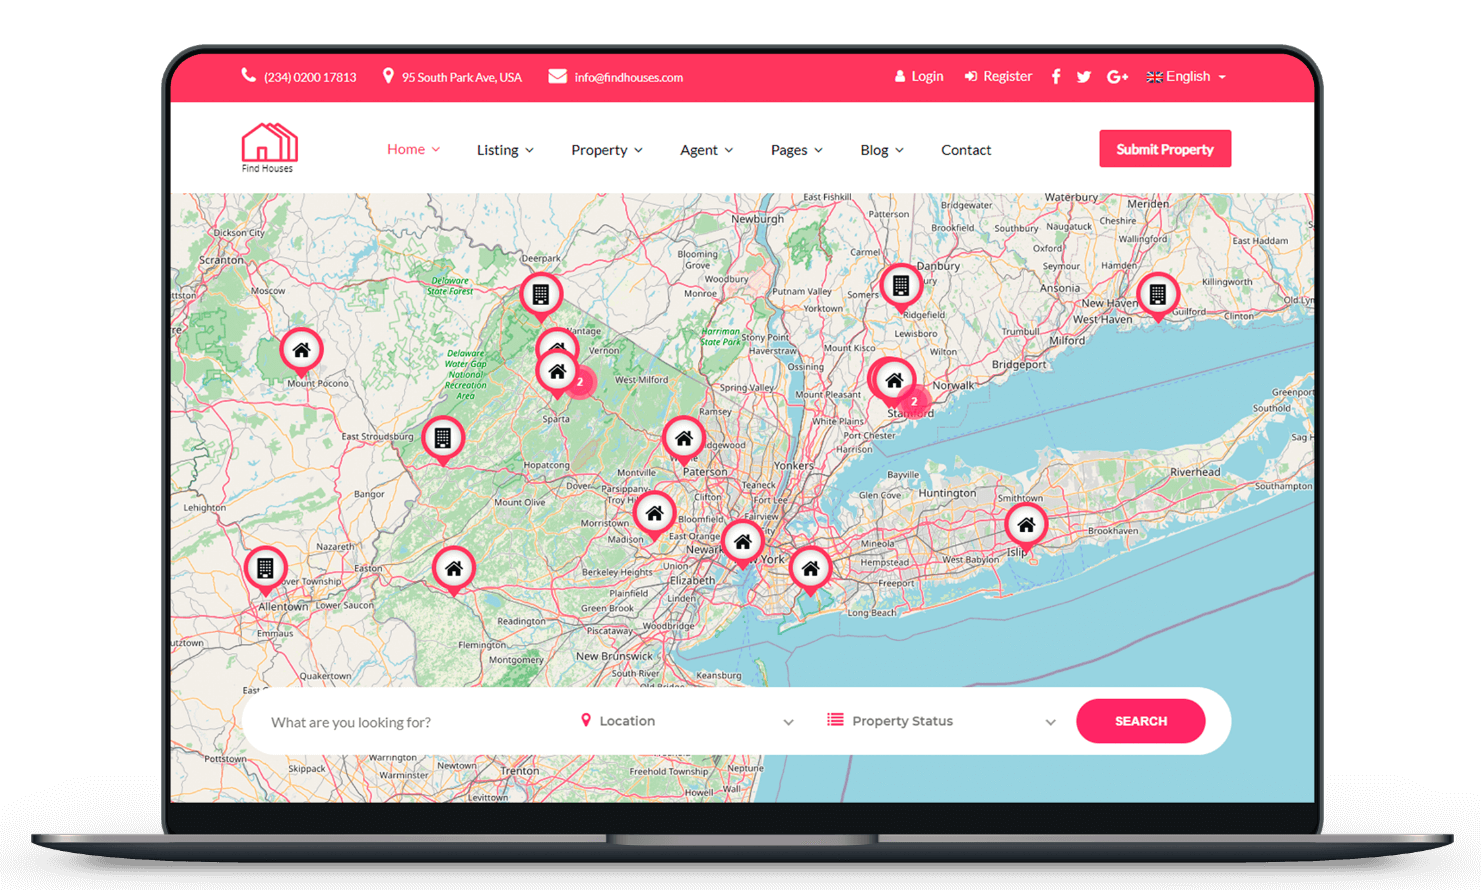 (234) 0200 17813
95 South Park Ave, USA
info@findhouses.com
Login
Register
G+
English
Find Houses
Home
Listing
Property
Agent
Pages
Blog
Contact
Submit Property
East Fishkill
Bridgewater
Waterbury
Meriden
Patterson
Newburgh
Cheshire
Brookfield
Southbury
Naugatuck
Dickson City
Wallingford
East Haddam
Oxford
Carmel
Blooming
Grove
Scranton
Deerpark
Danbury
Seymour
Hamden
Delaware
State Forest
Woodbury
Killingworth
Moscow
Monroe
Putnam Valley
Somers
Ansonia
New Haven
Yorktown
Ridgefield
West Haven
Guilford
Clinton
Harriman
State Park
Stony Point
Lewisboro
Trumbull
Milford
Vernon
Haverstraw
Mount Kisco
Wilton
Delaware
Water Gap
National
Recreation
Area
Bridgeport
Ossining
Mount Pocono
West Milford
2
Spring Valley
Mount Pleasant
Norwalk
2
Stamford
Southold
Sparta
Ramsey
White Plains
East Stroudsburg
Port Chester
Harrison
Hopatcong
Montville
Paterson
Yonkers
Riverhead
Bayville
Dover
Parsippany
Teaneck
Southampton
Bangor
Mount Olive
Clifton
Fort Lee
Glen Cove
Huntington
Smithtown
Lehighton
Morristown
Bloomfield
Fairview
Madison
East Orange
Brookhaven
Nazareth
Newark
Mineola
Islip
Easton
Berkeley Heights
Union
Hempstead
West Babylon
Elizabeth
Freeport
Allentown
Lower Saucon
Plainfield
Linden
Green Brook
Long Beach
Readington
Emmaus
Piscataway
Woodbridge
Flemington
Montgomery
New Brunswick
Quakertown
South River
Keansburg
Old Bridge
What are you looking for?
Location
Property Status
SEARCH
Pottstown
Warrington
Skippack
Warminster
Newtown
Trenton
Freehold Township
Neptune
Levittown
Howell
Wall